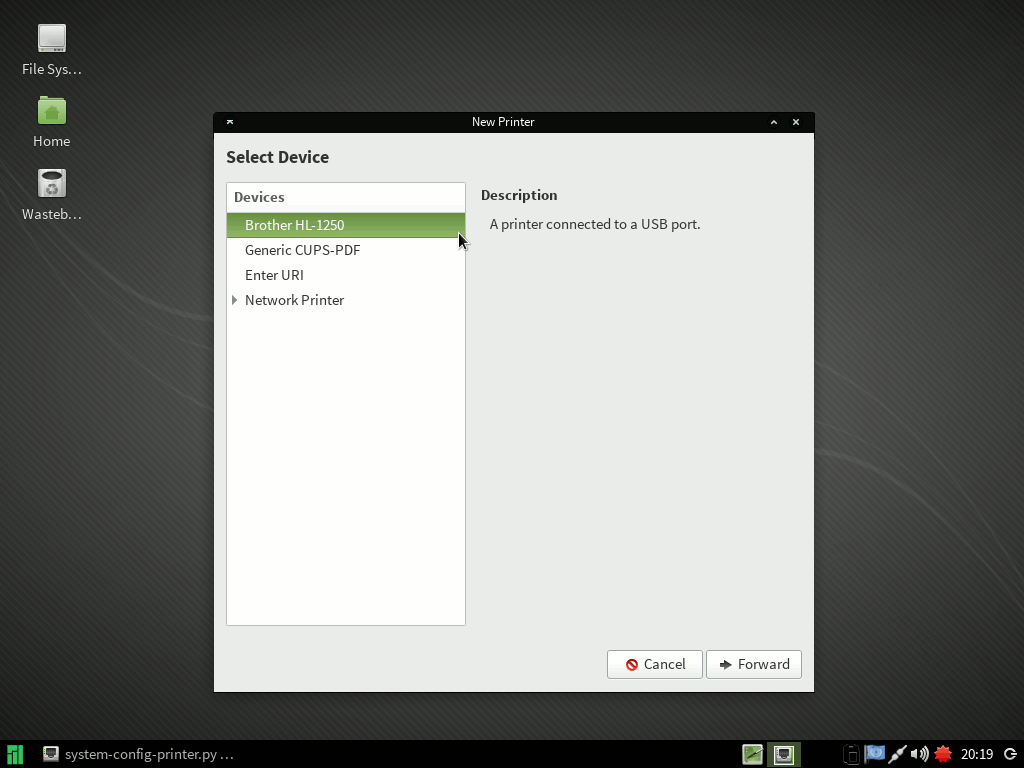 File Sys…
Home
Wasteb…
New Printer
Select Device
Devices
Brother HL-1250
Generic CUPS-PDF
Enter URI
Network Printer
Description
A printer connected to a USB port.
Cancel
Forward
system-config-printer.py …
20:19